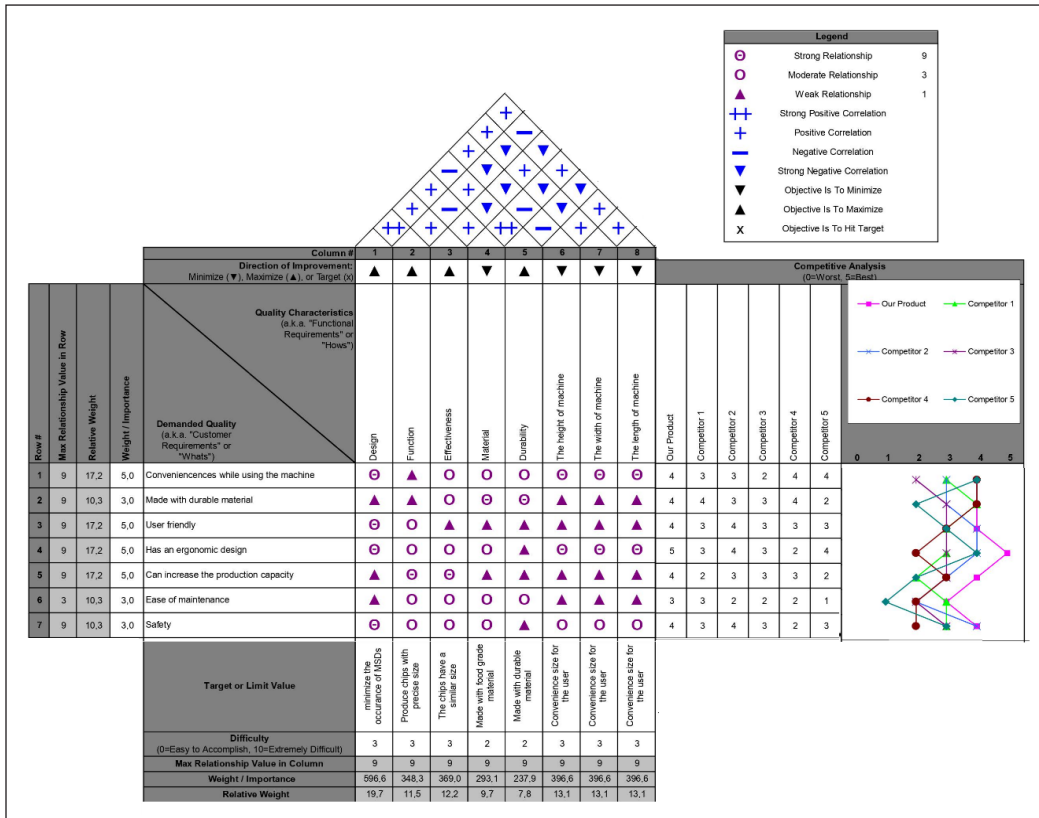 Legend
Strong Relationship 9
Moderate Relationship 3
Weak Relationship 1
Strong Positive Correlation
Positive Correlation
Negative Correlation
Strong Negative Correlation
Objective Is To Minimize
Objective Is To Maximize
x Objective Is To Hit Target
Column # 1 2 3 4 5 6 7 8
Direction of Improvement:
Minimize (▼), Maximize (▲), or Target (x)
Competitive Analysis
(0=Worst, 5=Best)
Row #
Max Relationship Value in Row
Relative Weight
Weight / Importance
Quality Characteristics
(a.k.a. "Functional
Requirements" or
"Hows")
Demanded Quality
(a.k.a. "Customer
Requirements" or
"Whats")
Design
Function
Effectiveness
Material
Durability
The height of machine
The width of machine
The length of machine
Our Product
Competitor 1
Competitor 2
Competitor 3
Competitor 4
Competitor 5
Our Product Competitor 1
Competitor 2 Competitor 3
Competitor 4 Competitor 5
0 1 2 3 4 5
1 9 17,2 5,0 Conveniencences while using the machine 4 3 3 2 4 4
2 9 10,3 3,0 Made with durable material 4 4 3 3 4 2
3 9 17,2 5,0 User friendly 4 3 4 3 3 3
4 9 17,2 5,0 Has an ergonomic design 5 3 4 3 2 4
5 9 17,2 5,0 Can increase the production capacity 4 2 3 3 3 2
6 3 10,3 3,0 Ease of maintenance 3 3 2 2 2 1
7 9 10,3 3,0 Safety 4 3 4 3 2 3
Target or Limit Value
minimize the
occurance of MSDs
Produce chips with
precise size
The chips have a
similar size
Made with food grade
material
Made with durable
material
Convenience size for
the user
Convenience size for
the user
Convenience size for
the user
Difficulty
(0=Easy to Accomplish, 10=Extremely Difficult)
3 3 3 2 2 3 3 3
Max Relationship Value in Column 9 9 9 9 9 9 9 9
Weight / Importance 596,6 348,3 369,0 293,1 237,9 396,6 396,6 396,6
Relative Weight 19,7 11,5 12,2 9,7 7,8 13,1 13,1 13,1